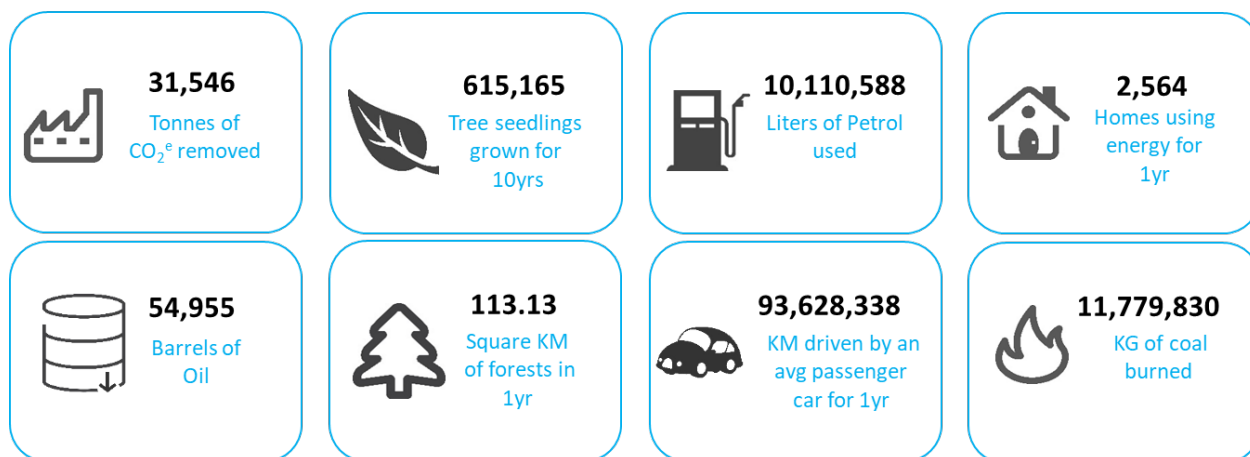 31,546
Tonnes of
CO₂ᵉ removed
615,165
Tree seedlings
grown for
10yrs
10,110,588
Liters of Petrol
used
2,564
Homes using
energy for
1yr
54,955
Barrels of
Oil
113.13
Square KM
of forests in
1yr
93,628,338
KM driven by an
avg passenger
car for 1yr
11,779,830
KG of coal
burned